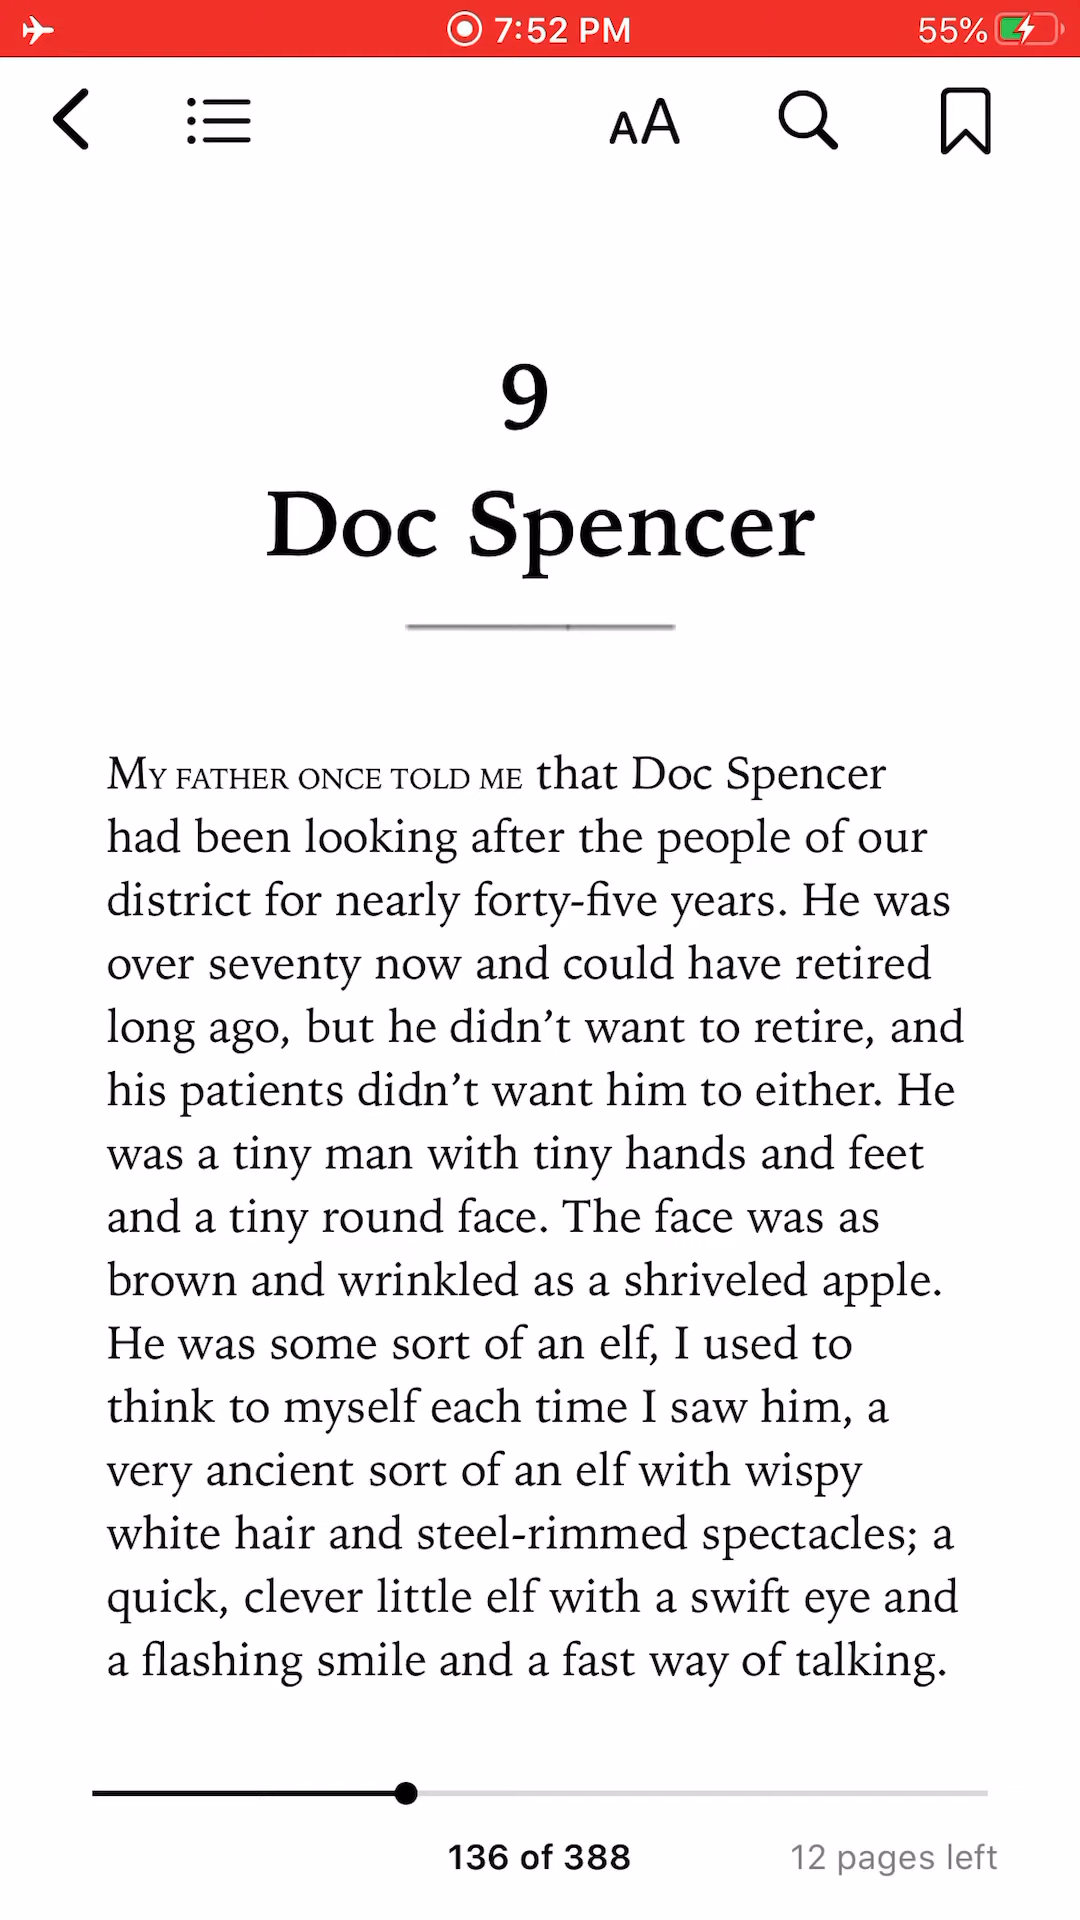 7:52 PM
55%
AA
9
Doc Spencer
MY FATHER ONCE TOLD ME that Doc Spencer
had been looking after the people of our
district for nearly forty-five years. He was
over seventy now and could have retired
long ago, but he didn’t want to retire, and
his patients didn’t want him to either. He
was a tiny man with tiny hands and feet
and a tiny round face. The face was as
brown and wrinkled as a shriveled apple.
He was some sort of an elf, I used to
think to myself each time I saw him, a
very ancient sort of an elf with wispy
white hair and steel-rimmed spectacles; a
quick, clever little elf with a swift eye and
a flashing smile and a fast way of talking.
136 of 388
12 pages left